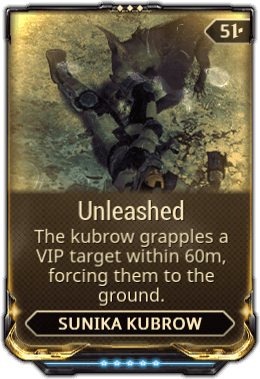 51
Unleashed
The kubrow grapples a
VIP target within 60m,
forcing them to the
ground.
SUNIKA KUBROW